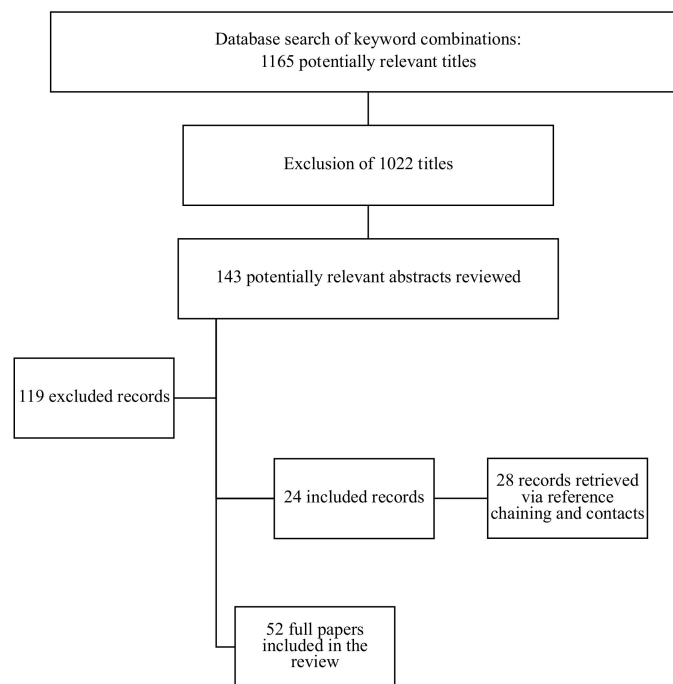 Database search of keyword combinations:
1165 potentially relevant titles
Exclusion of 1022 titles
143 potentially relevant abstracts reviewed
119 excluded records
24 included records
28 records retrieved
via reference
chaining and contacts
52 full papers
included in the
review